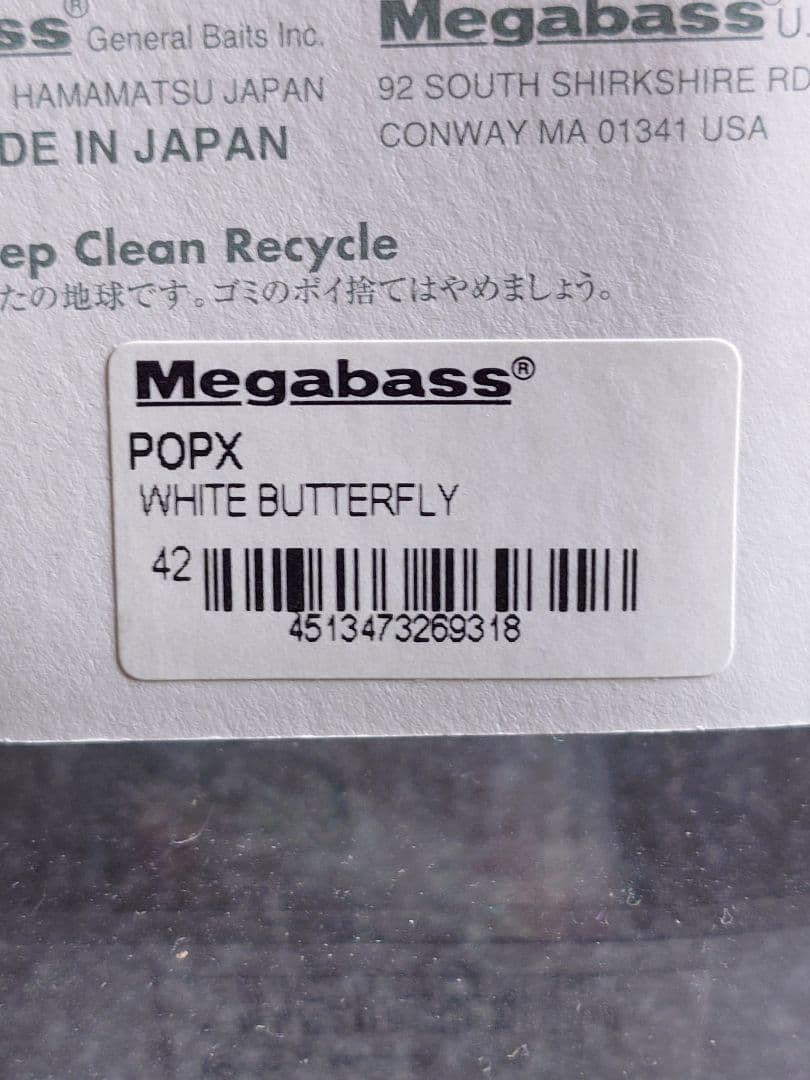 ss® General Baits Inc.
HAMAMATSU JAPAN
DE IN JAPAN
Megabass® U.
92 SOUTH SHIRKSHIRE RD
CONWAY MA 01341 USA
ep Clean Recycle
たの地球です。ゴミのポイ捨てはやめましょう。
Megabass®
POPX
WHITE BUTTERFLY
42
4513473269318